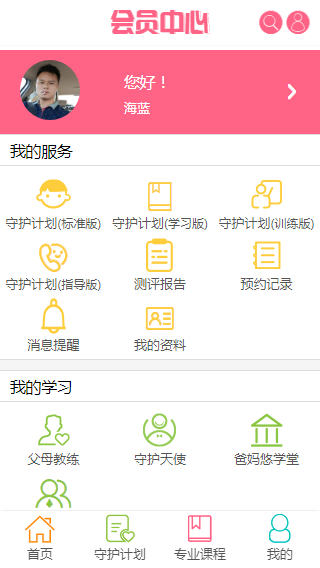 会员中心
您好！
海蓝
我的服务
守护计划(标准版) 守护计划(学习版) 守护计划(训练版)
守护计划(指导版) 测评报告 预约记录
消息提醒 我的资料
我的学习
父母教练 守护天使 爸妈悠学堂
首页 守护计划 专业课程 我的